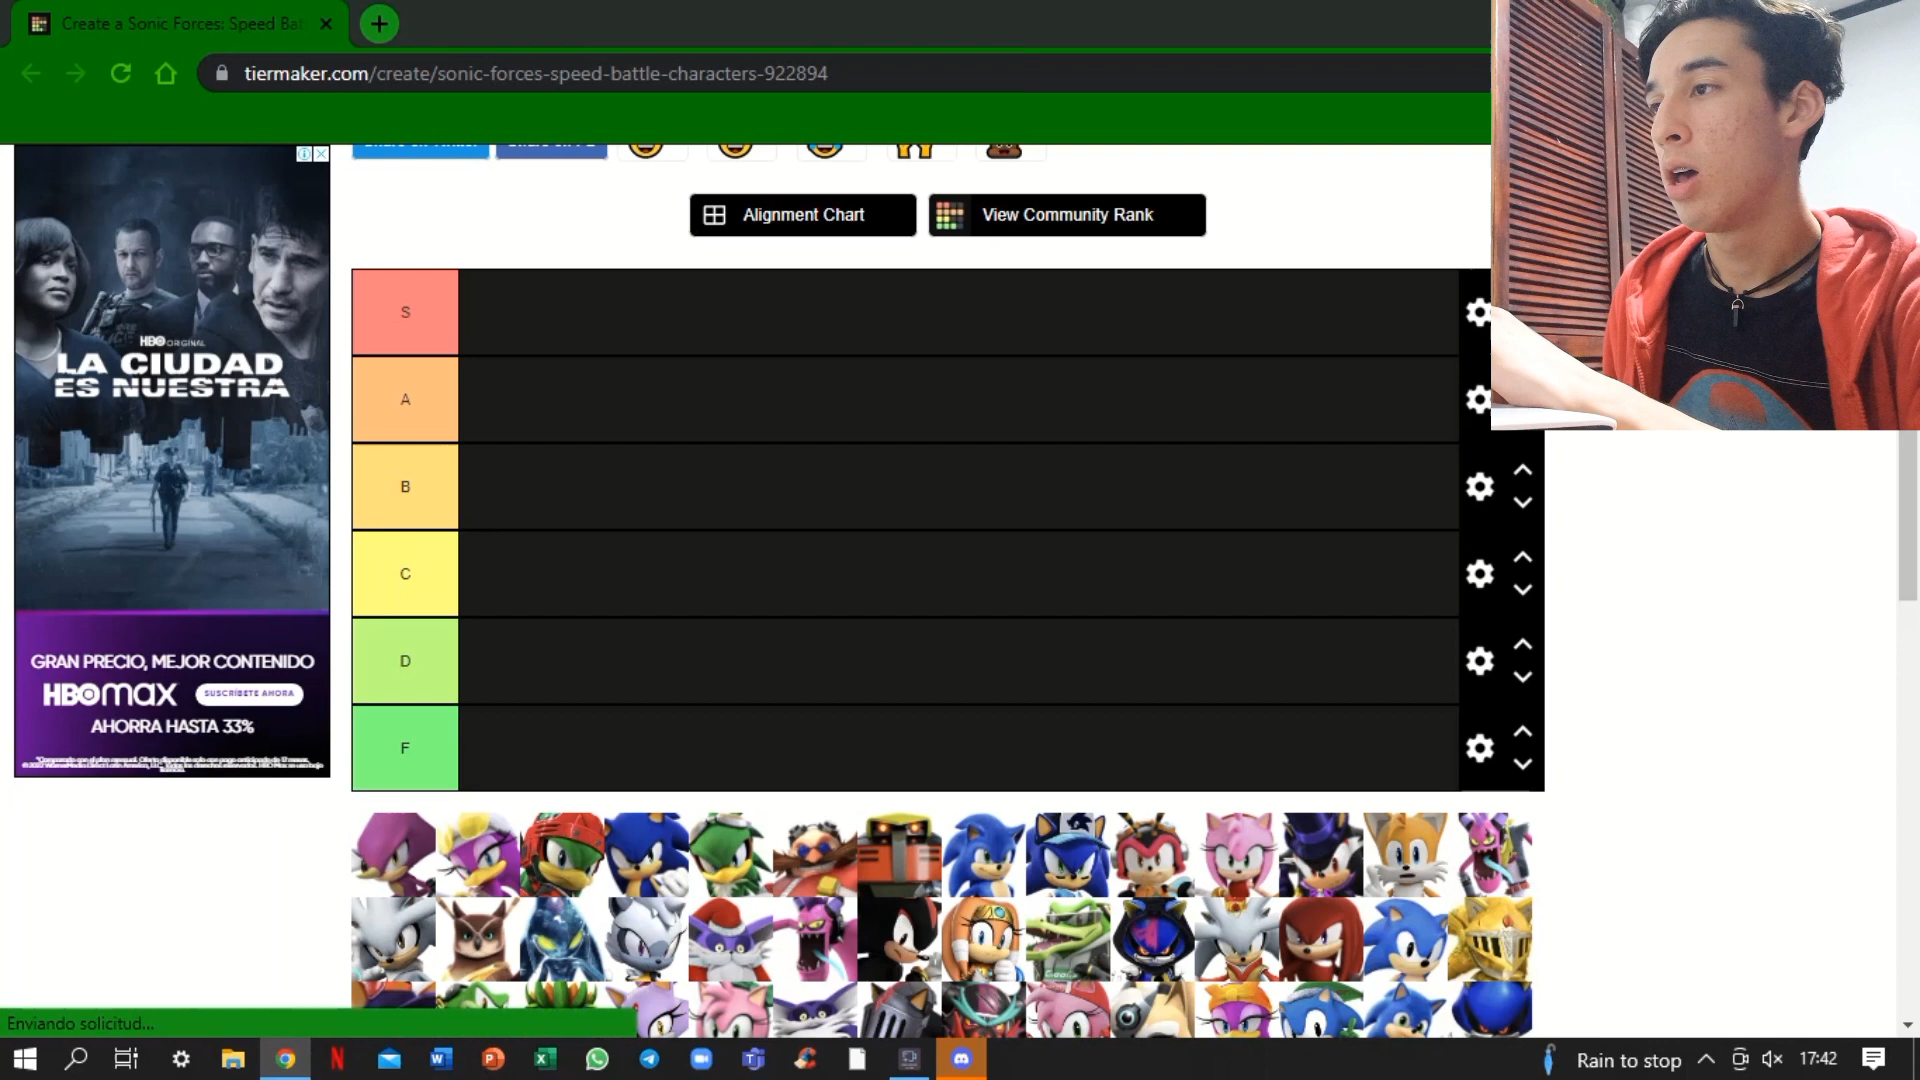 Create a Sonic Forces: Speed Bat
tiermaker.com/create/sonic-forces-speed-battle-characters-922894
Alignment Chart
View Community Rank
HBO ORIGINAL
LA CIUDAD
ES NUESTRA
GRAN PRECIO, MEJOR CONTENIDO
HBOmax
SUSCRÍBETE AHORA
AHORRA HASTA 33%
S
A
B
C
D
F
Enviando solicitud...
Rain to stop
17:42